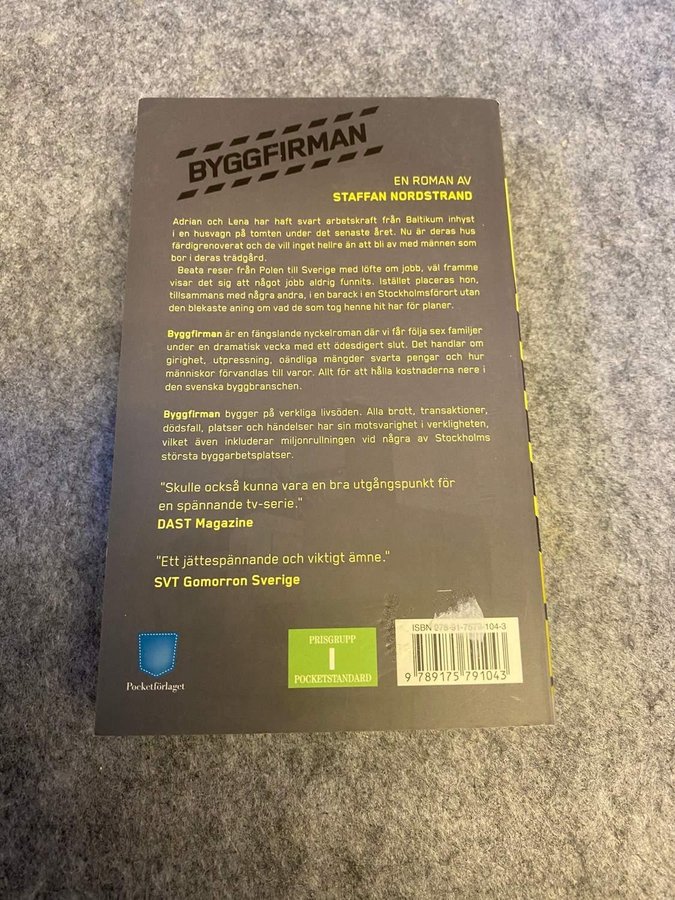 BYGGFIRMAN
EN ROMAN AV
STAFFAN NORDSTRAND
Adrian och Lena har haft svart arbetskraft från Baltikum inhyst
i en husvagn på tomten under det senaste året. Nu är deras hus
färdigrenoverat och de vill inget hellre än att bli av med männen som
bor i deras trädgård.
Beata reser från Polen till Sverige med löfte om jobb, väl framme
visar det sig att något jobb aldrig funnits. Istället placeras hon,
tillsammans med några andra, i en barack i en Stockholmsförort utan
den blekaste aning om vad de som tog henne hit har för planer.
Byggfirman är en fängslande nyckelroman där vi får följa sex familjer
under en dramatisk vecka med ett ödesdigert slut. Det handlar om
girighet, utpressning, oändliga mängder svarta pengar och hur
människor förvandlas till varor. Allt för att hålla kostnaderna nere i
den svenska byggbranschen.
Byggfirman bygger på verkliga livsöden. Alla brott, transaktioner,
dödsfall, platser och händelser har sin motsvarighet i verkligheten,
vilket även inkluderar miljonrullningen vid några av Stockholms
största byggarbetsplatser.
"Skulle också kunna vara en bra utgångspunkt för
en spännande tv-serie."
DAST Magazine
"Ett jättespännande och viktigt ämne."
SVT Gomorron Sverige
Pocketförlaget
PRISGRUPP
I
POCKETSTANDARD
ISBN 978-91-7579-104-3
9 789175 791043